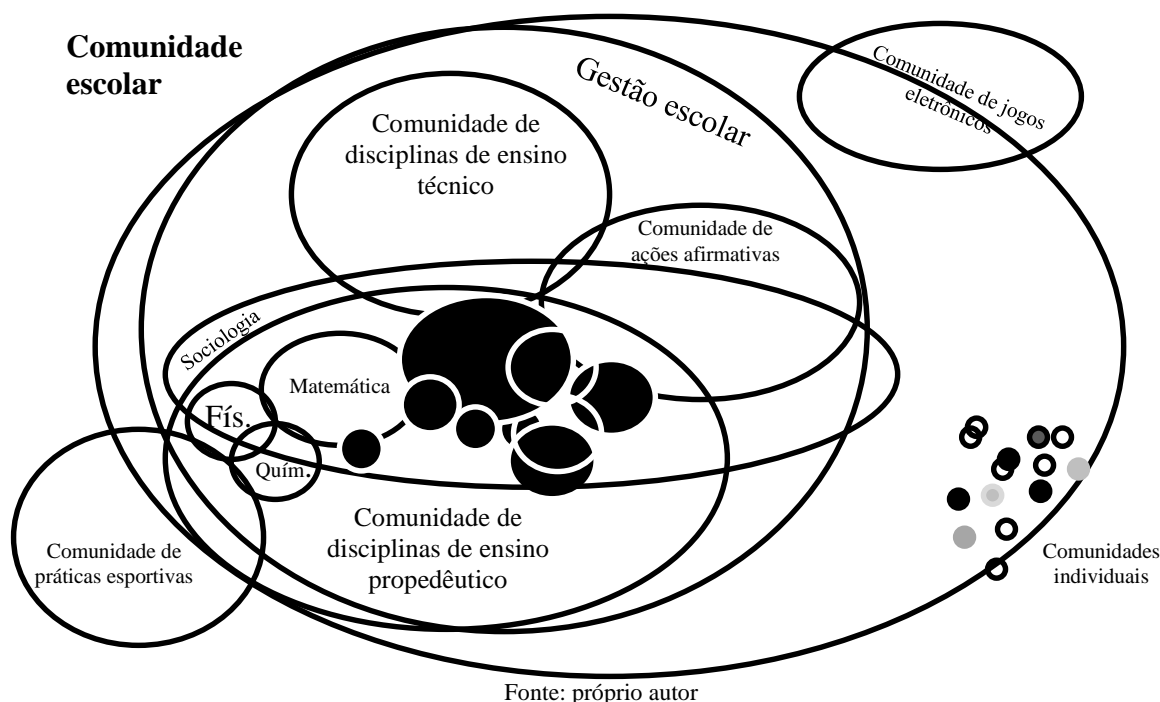 Comunidade
escolar
Gestão escolar
Comunidade de jogos
eletrônicos
Comunidade de
disciplinas de ensino
técnico
Comunidade de
ações afirmativas
Sociologia
Matemática
Fís.
Quím.
Comunidade de
disciplinas de ensino
propedêutico
Comunidade de
práticas esportivas
Comunidades
individuais
Fonte: próprio autor